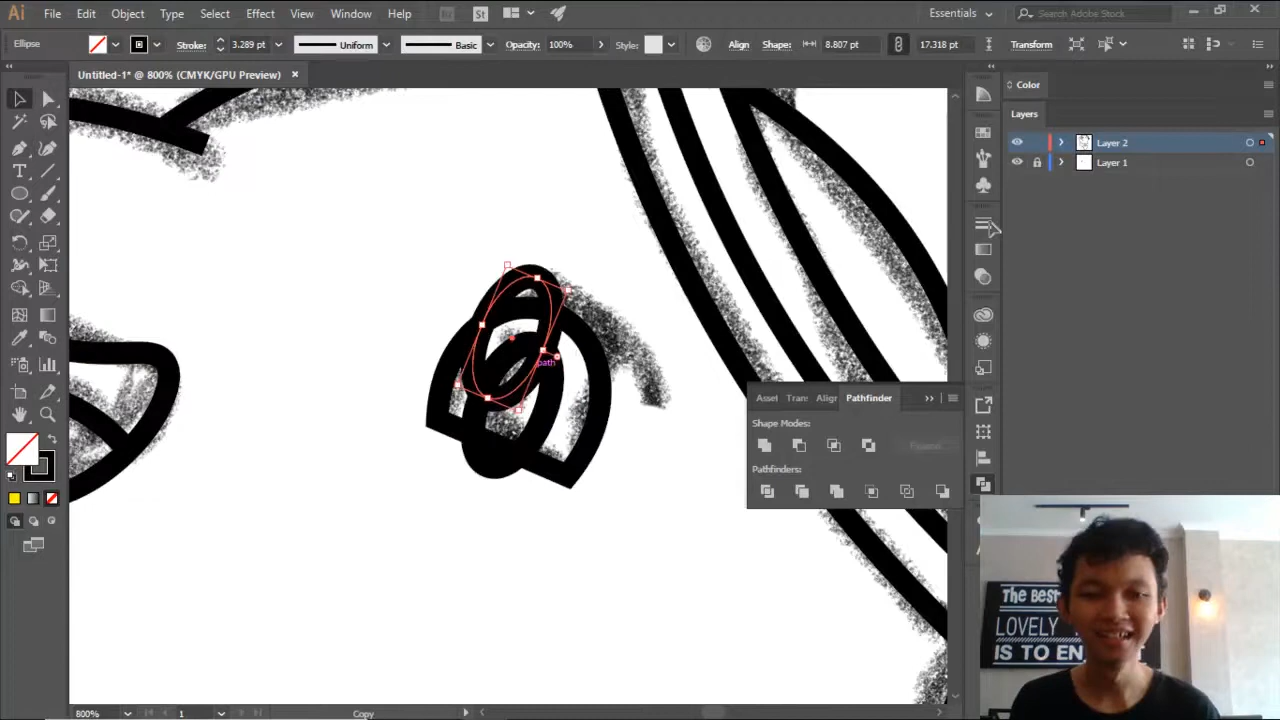 Ai File Edit Object Type Select Effect View Window Help Br St Essentials Search Adobe Stock
Ellipse Stroke: 3.289 pt Uniform Basic Opacity: 100% Style: Align Shape: 8.807 pt 17.318 pt Transform
Untitled-1* @ 800% (CMYK/GPU Preview)
Color
Layers
Layer 2
Layer 1
path
Asset Trans Align Pathfinder
Shape Modes:
Pathfinders:
The Best
LOVELY
IS TO EN
800% 1 Copy